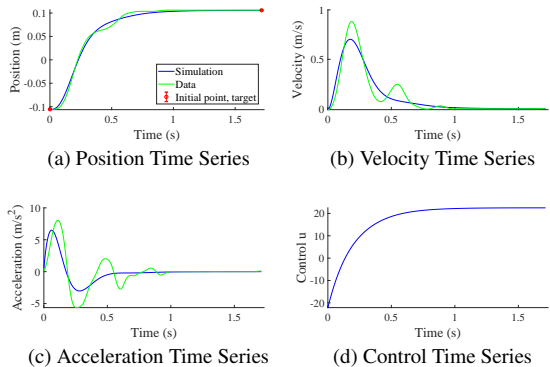 0.1
0.05
0
-0.05
-0.1
Position (m)
Simulation
Data
Initial point, target
0
0.5
1
1.5
Time (s)
(a) Position Time Series
1
0.5
0
Velocity (m/s)
0
0.5
1
1.5
Time (s)
(b) Velocity Time Series
5
0
-5
Acceleration (m/s²)
0
0.5
1
1.5
Time (s)
(c) Acceleration Time Series
20
10
0
-10
-20
Control u
0
0.5
1
1.5
Time (s)
(d) Control Time Series